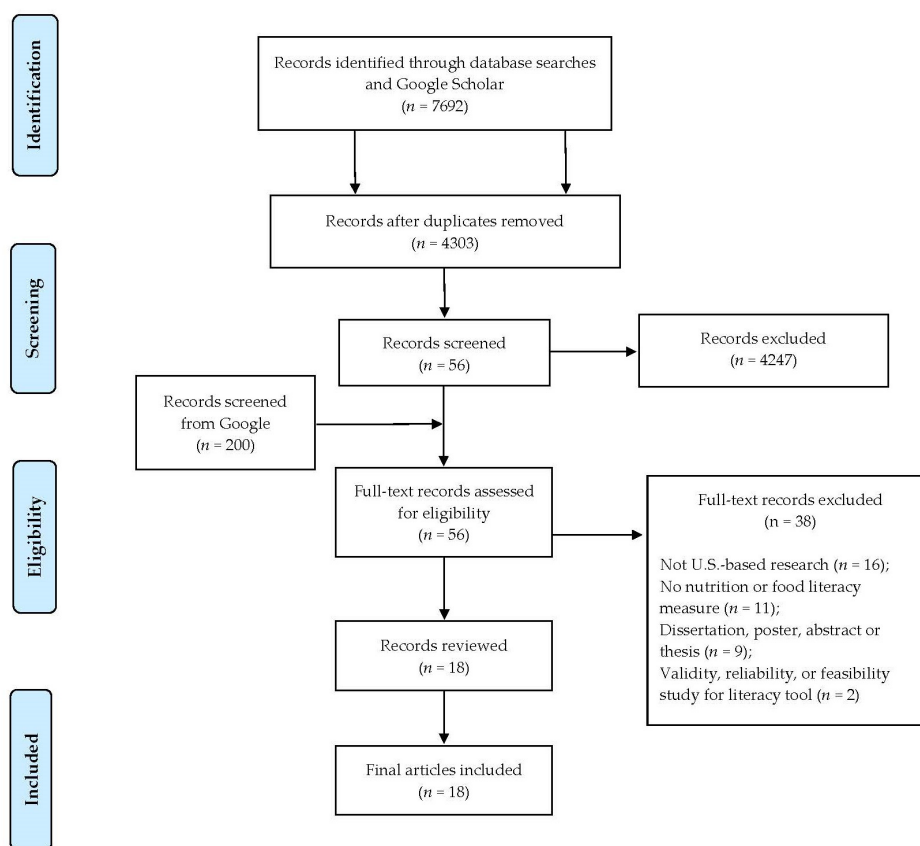 Identification
Records identified through database searches
and Google Scholar
(n = 7692)
Records after duplicates removed
(n = 4303)
Screening
Records screened
(n = 56)
Records excluded
(n = 4247)
Records screened
from Google
(n = 200)
Eligibility
Full-text records assessed
for eligibility
(n = 56)
Full-text records excluded
(n = 38)
Not U.S.-based research (n = 16);
No nutrition or food literacy
measure (n = 11);
Dissertation, poster, abstract or
thesis (n = 9);
Validity, reliability, or feasibility
study for literacy tool (n = 2)
Records reviewed
(n = 18)
Included
Final articles included
(n = 18)